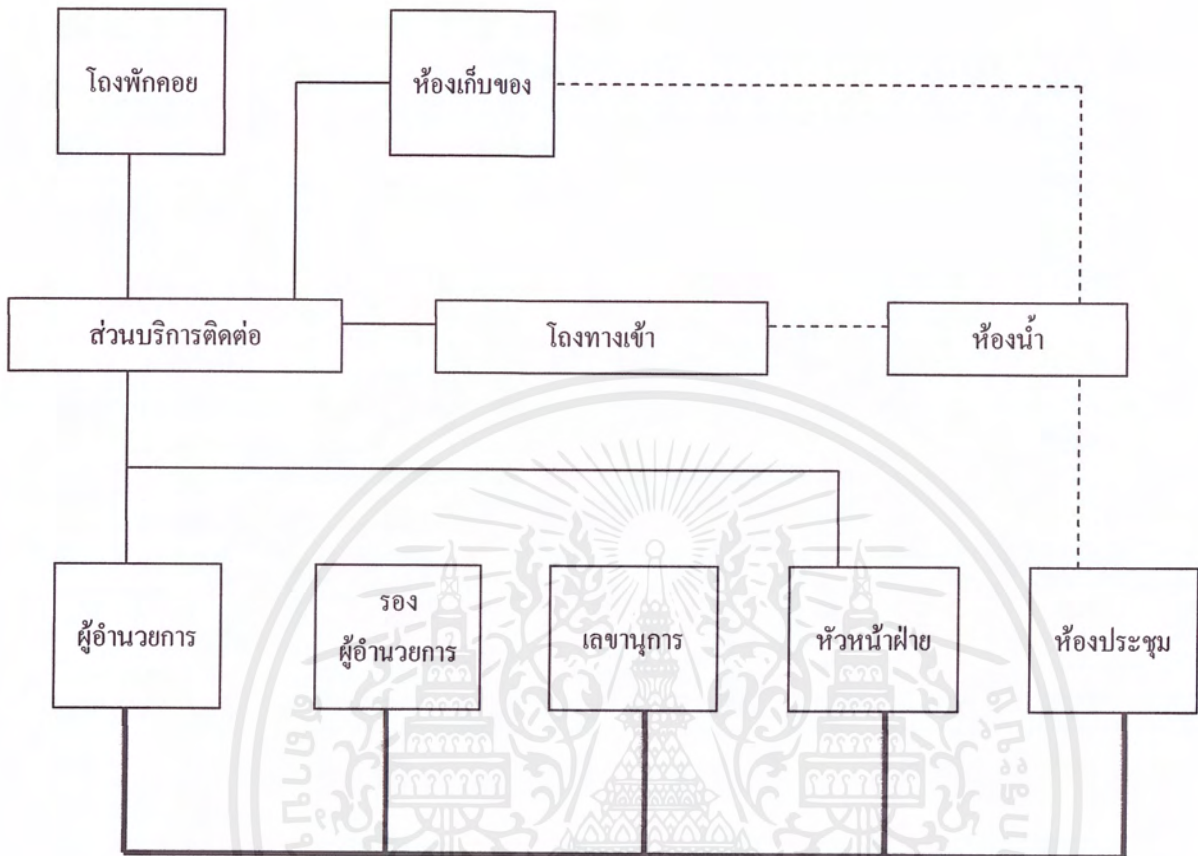 โถงพักคอย
ห้องเก็บของ
ส่วนบริการติดต่อ
โถงทางเข้า
ห้องน้ำ
ผู้อำนวยการ
รอง
ผู้อำนวยการ
เลขานุการ
หัวหน้าฝ่าย
ห้องประชุม